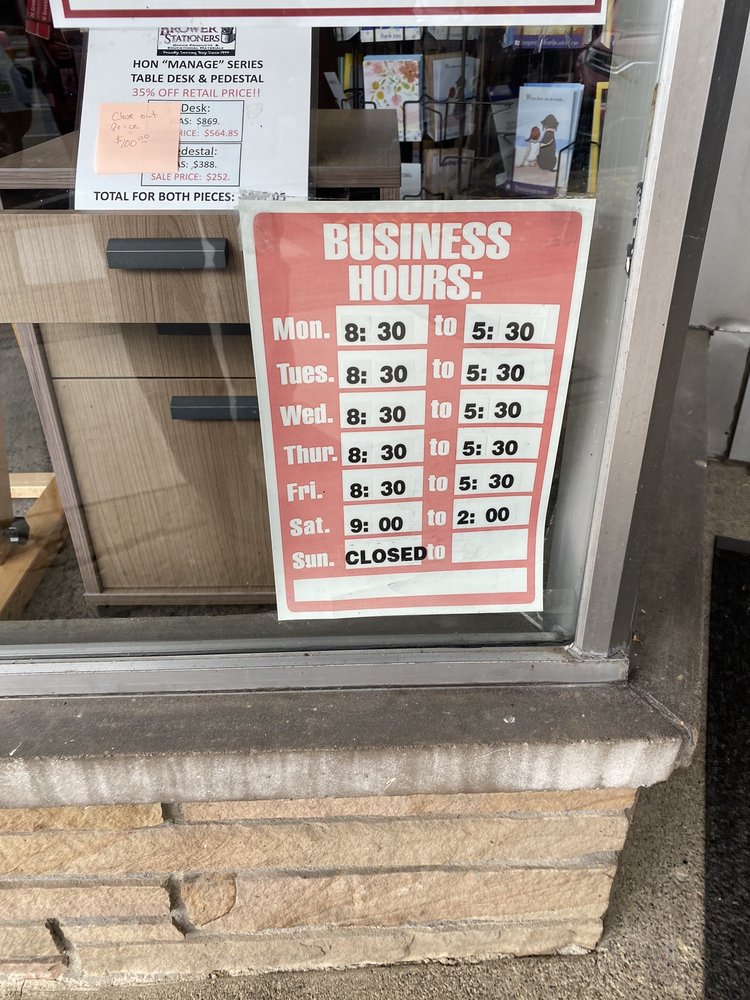 BROWER
STATIONERS
HON "MANAGE" SERIES
TABLE DESK & PEDESTAL
35% OFF RETAIL PRICE!!
Close out
Price
$100.00
Desk:
AS: $869.
ICE: $564.85
edestal:
AS: $388.
SALE PRICE: $252.
TOTAL FOR BOTH PIECES:
BUSINESS
HOURS:
Mon. 8: 30 to 5: 30
Tues. 8: 30 to 5: 30
Wed. 8: 30 to 5: 30
Thur. 8: 30 to 5: 30
Fri. 8: 30 to 5: 30
Sat. 9: 00 to 2: 00
Sun. CLOSED to